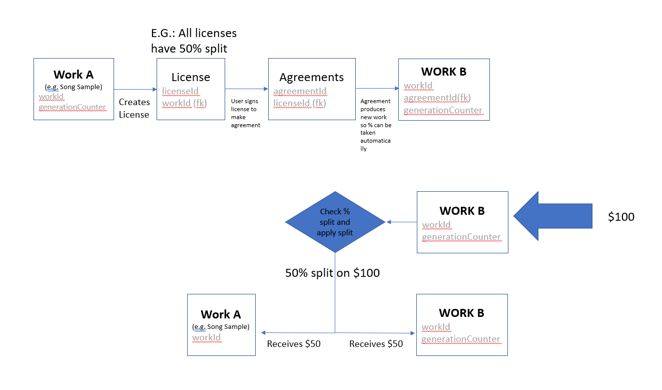 E.G.: All licenses
have 50% split
Work A
(e.g. Song Sample)
workId
generationCounter
Creates
License
License
licenseId
workId (fk)
User signs
license to
make
agreement
Agreements
agreementId
licenseId (fk)
Agreement
produces
new work
so % can be
taken
automatica
lly
WORK B
workId
agreementId(fk)
generationCounter
Check %
split and
apply split
WORK B
workId
generationCounter
$100
50% split on $100
Work A
(e.g. Song Sample)
workId
Receives $50
Receives $50
WORK B
workId
generationCounter